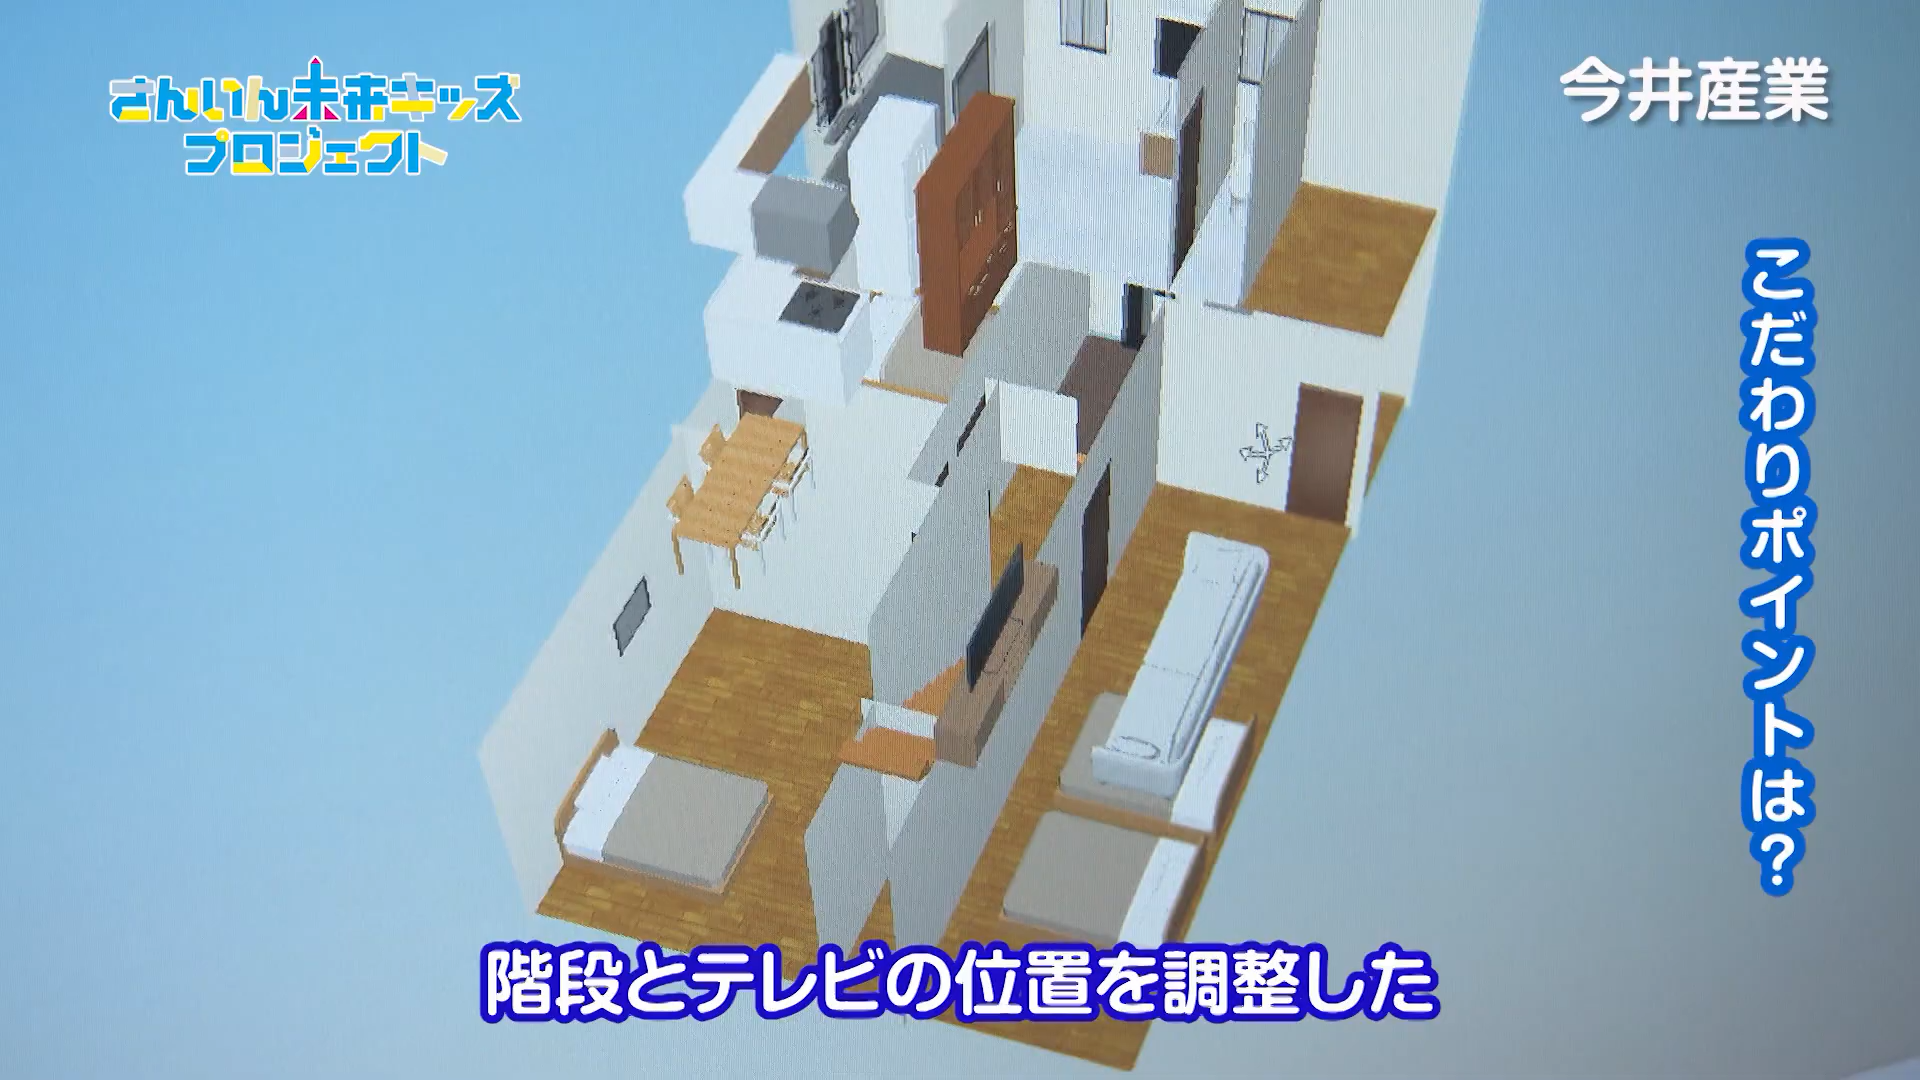 さんいん未来キッズ
プロジェクト
今井産業
こだわりポイントは?
階段とテレビの位置を調整した